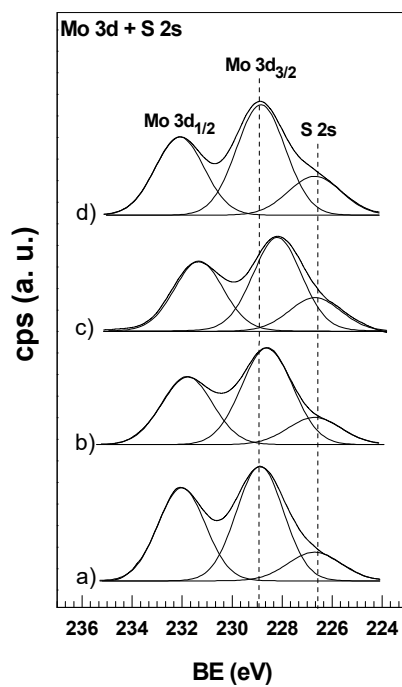 Mo 3d + S 2s
Mo 3d3/2
Mo 3d1/2
S 2s
d)
c)
b)
a)
cps (a. u.)
236 234 232 230 228 226 224
BE (eV)